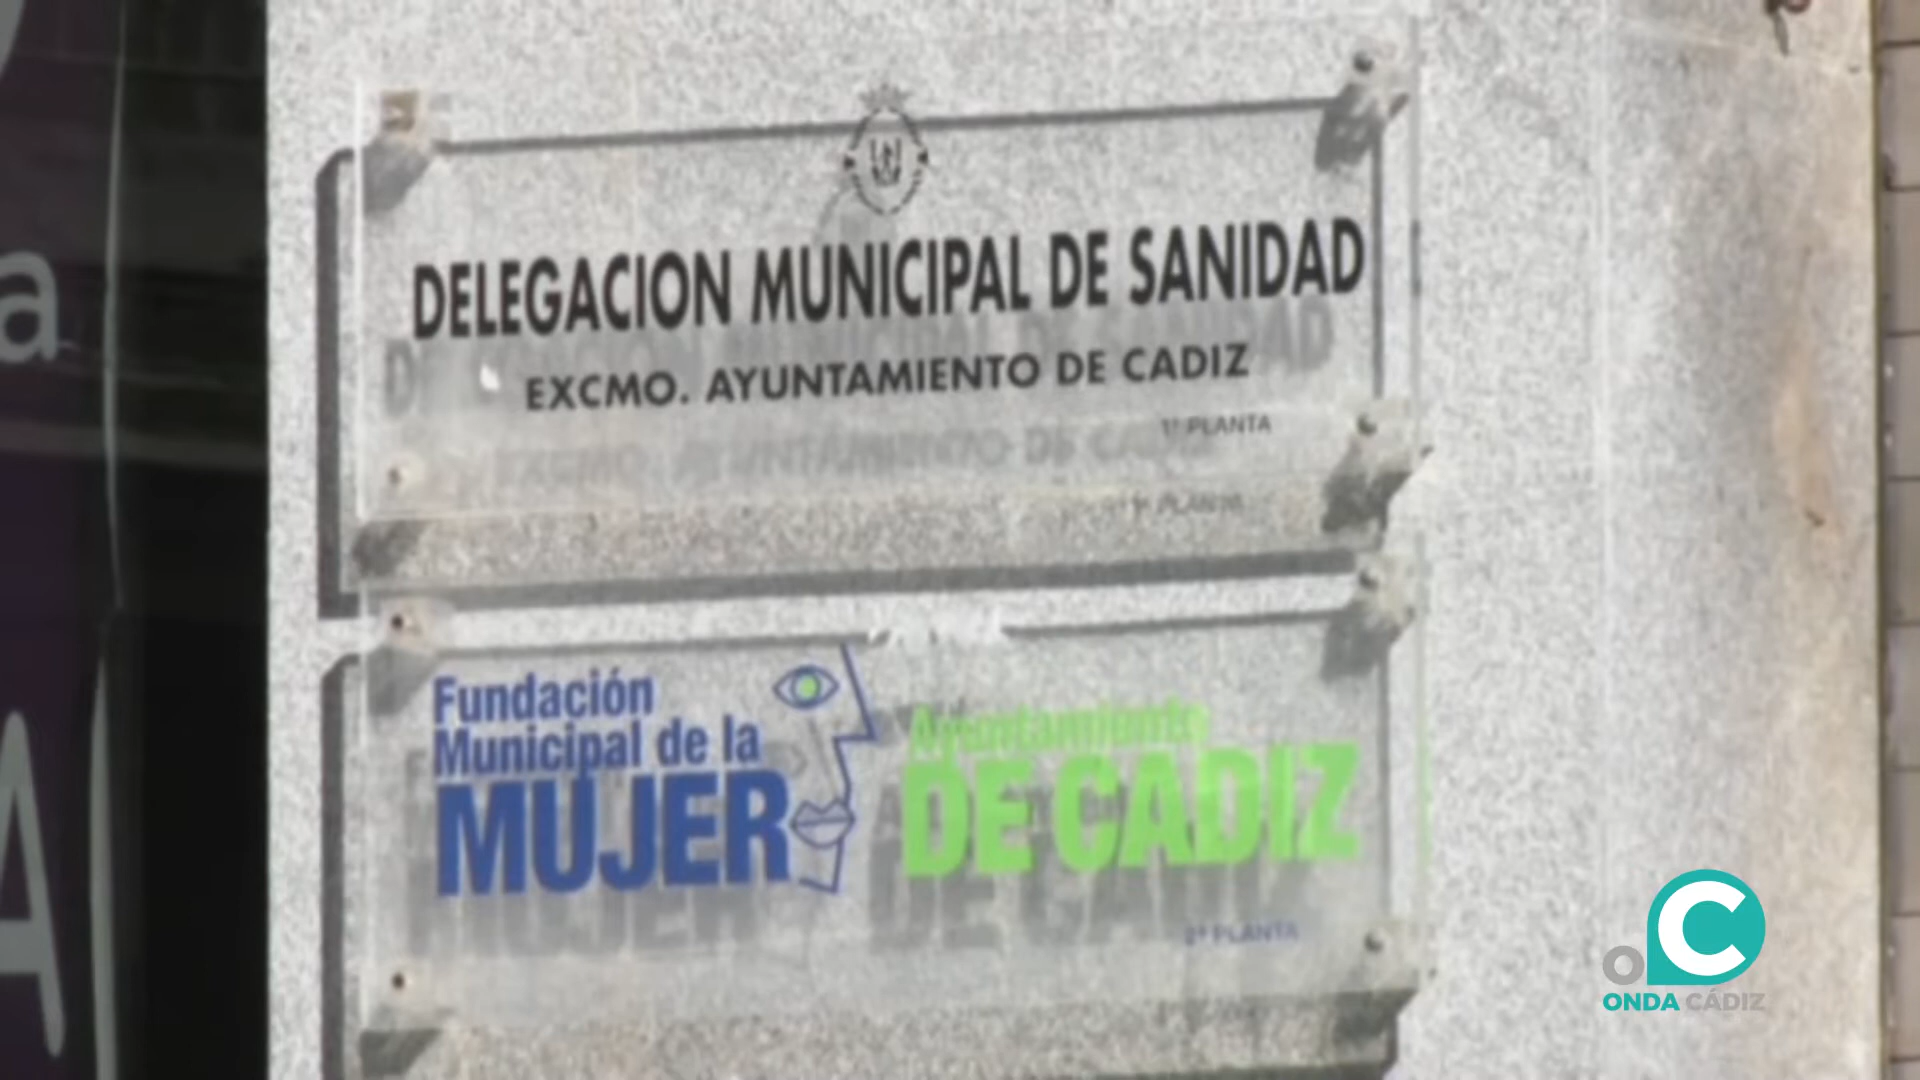 DELEGACION MUNICIPAL DE SANIDAD
EXCMO. AYUNTAMIENTO DE CADIZ
1ª PLANTA
Fundación
Municipal de la
MUJER
Ayuntamiento
DE CADIZ
2ª PLANTA
ONDA CÁDIZ